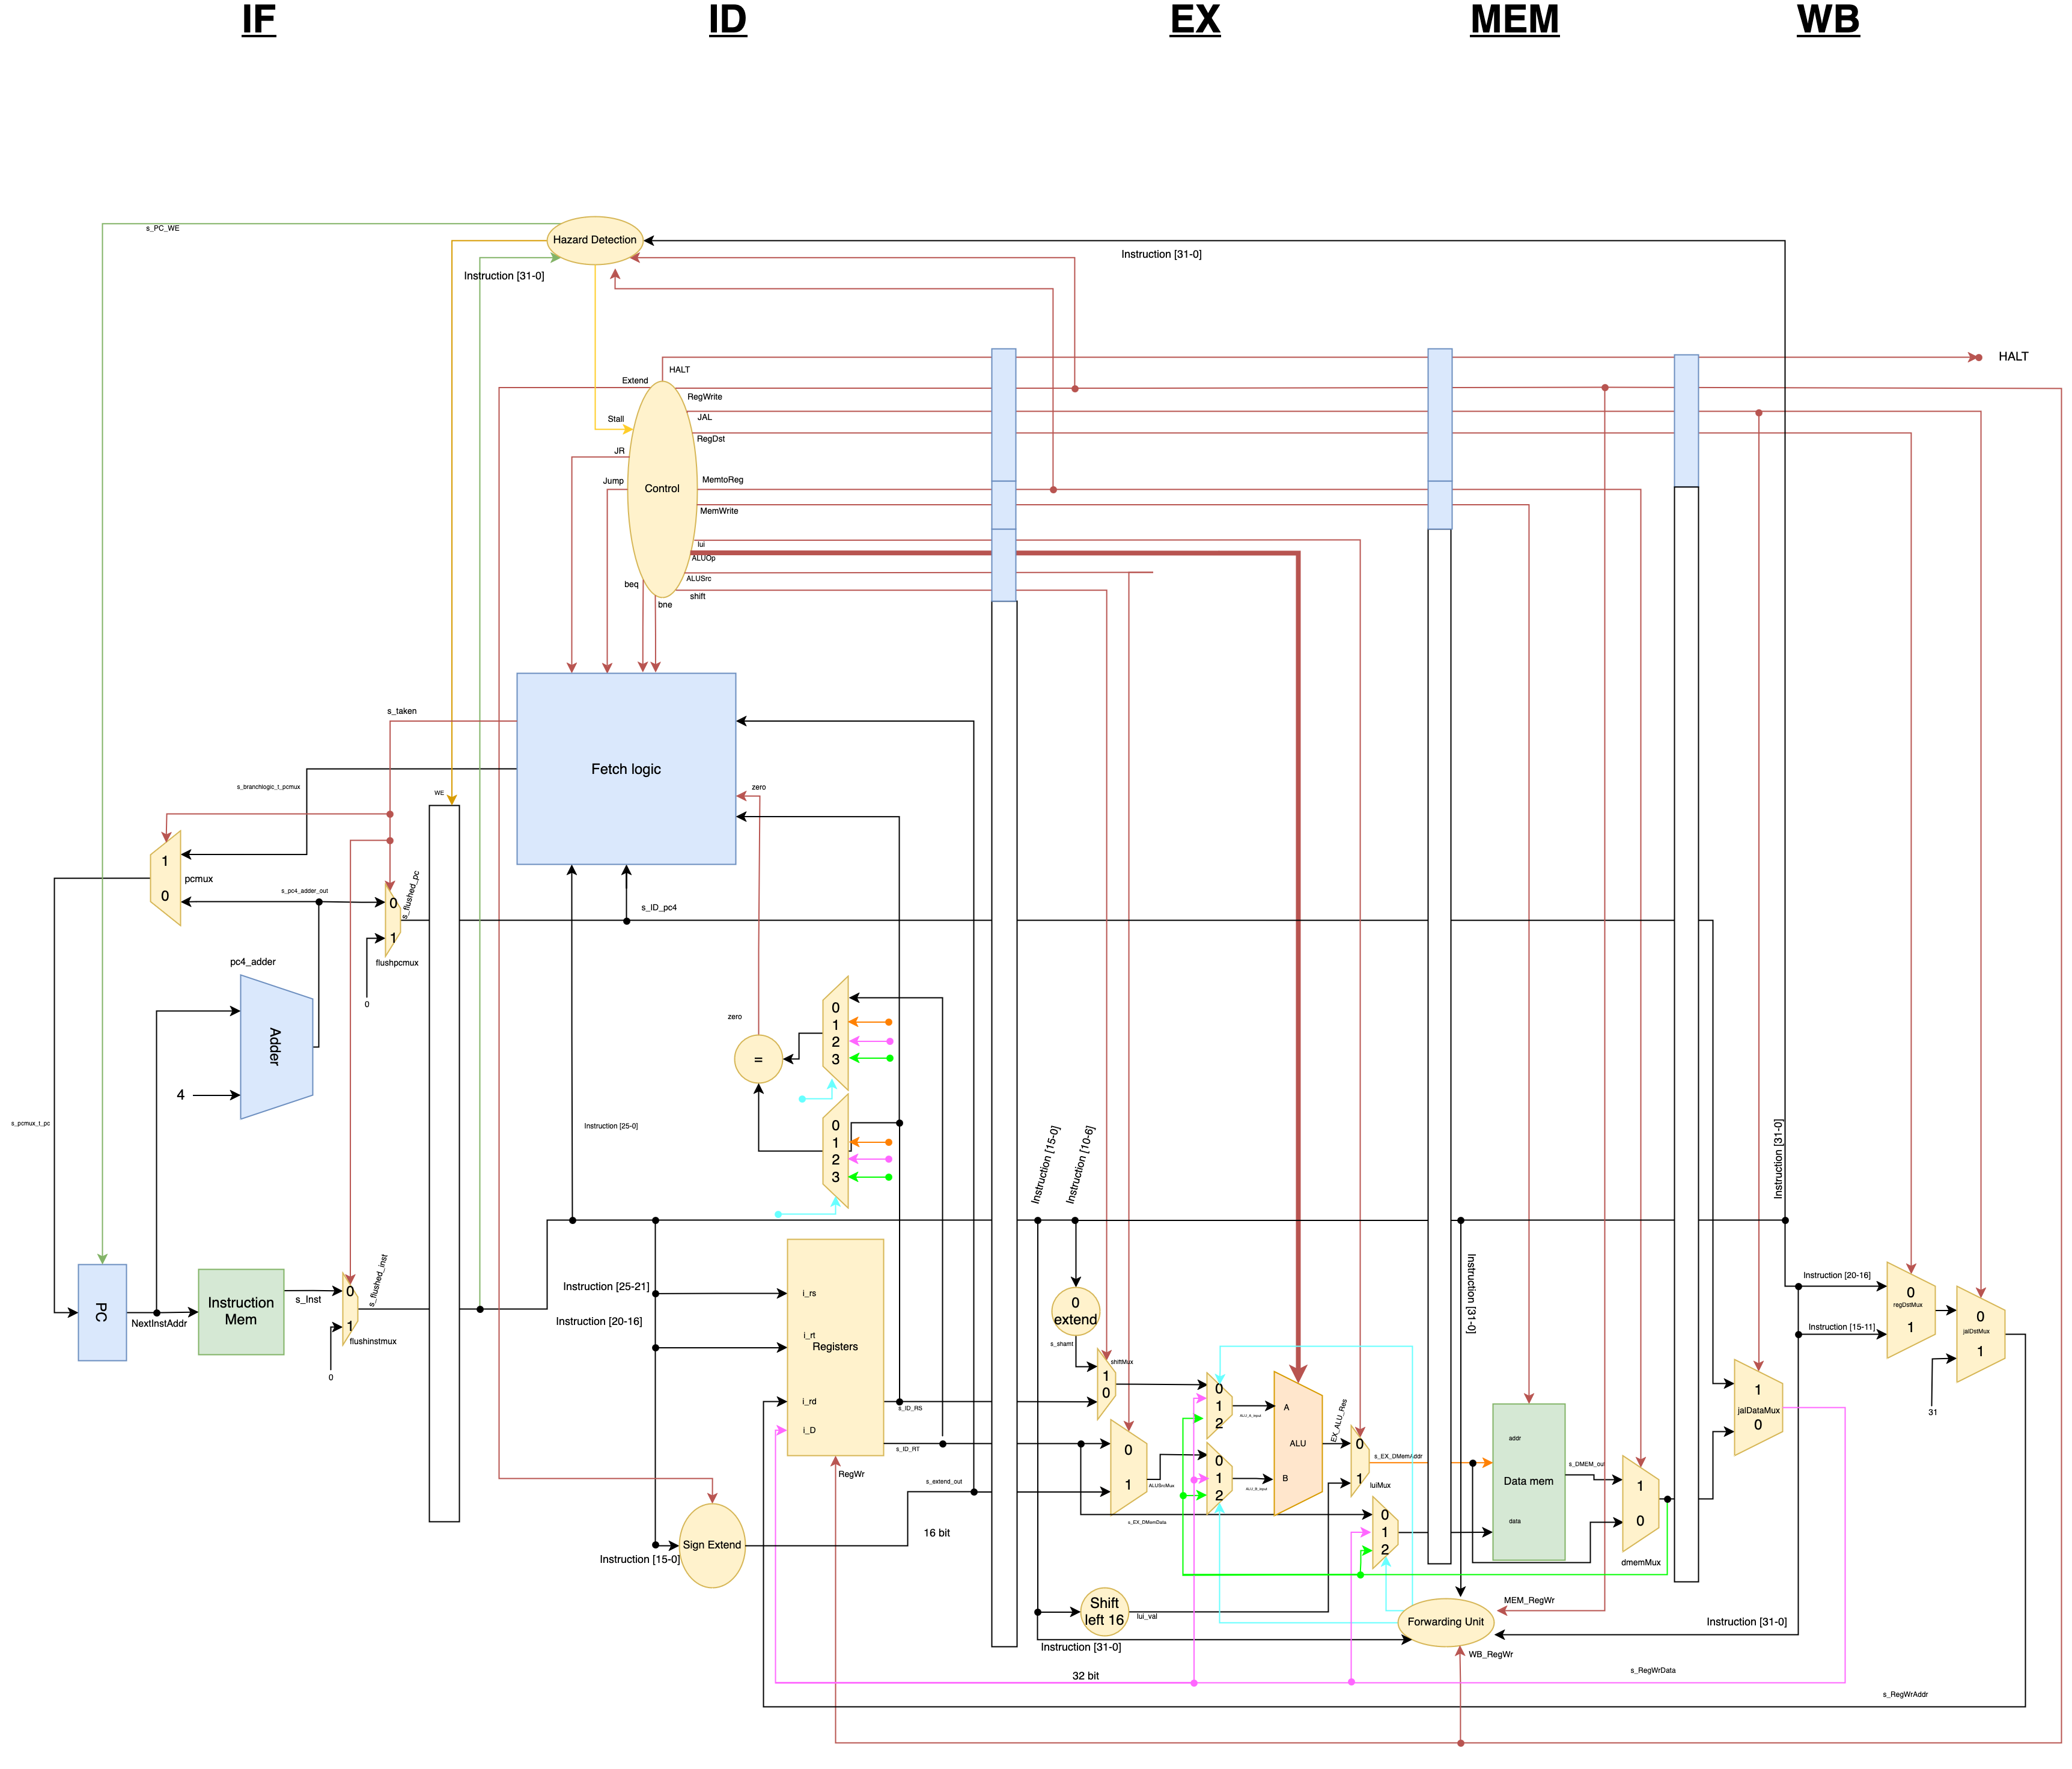 IF
ID
EX
MEM
WB
s_PC_WE
Hazard Detection
Instruction [31-0]
Instruction [31-0]
HALT
HALT
Extend
RegWrite
JAL
Stall
RegDst
JR
Jump
Control
MemtoReg
MemWrite
lui
ALUOp
ALUSrc
beq
shift
bne
s_taken
Fetch logic
s_branchlogic_t_pcmux
WE
zero
1
pcmux
0
s_pc4_adder_out
0
s_flushed_pc
1
flushpcmux
0
s_ID_pc4
pc4_adder
Adder
4
zero
=
0
1
2
3
0
1
2
3
s_pcmux_t_pc
Instruction [25-0]
Instruction [15-0]
Instruction [10-6]
Instruction [31-0]
PC
NextInstAddr
Instruction
Mem
s_Inst
0
s_flushed_inst
1
flushinstmux
0
Instruction [25-21]
Instruction [20-16]
i_rs
i_rt
Registers
i_rd
i_D
RegWr
s_ID_RS
s_ID_RT
s_extend_out
Sign Extend
Instruction [15-0]
16 bit
0
extend
s_shamt
shiftMux
1
0
0
1
ALUSrcMux
0
1
2
0
1
2
ALU_A_input
ALU_B_input
A
ALU
B
EX_ALU_Res
0
1
luiMux
s_EX_DMemAddr
s_EX_DMemData
0
1
2
Shift
left 16
lui_val
Instruction [31-0]
32 bit
Instruction [31-0]
Forwarding Unit
MEM_RegWr
WB_RegWr
Instruction [31-0]
addr
Data mem
data
s_DMEM_out
1
0
dmemMux
1
jalDataMux
0
Instruction [20-16]
Instruction [15-11]
0
regDstMux
1
0
jalDstMux
1
31
s_RegWrData
s_RegWrAddr